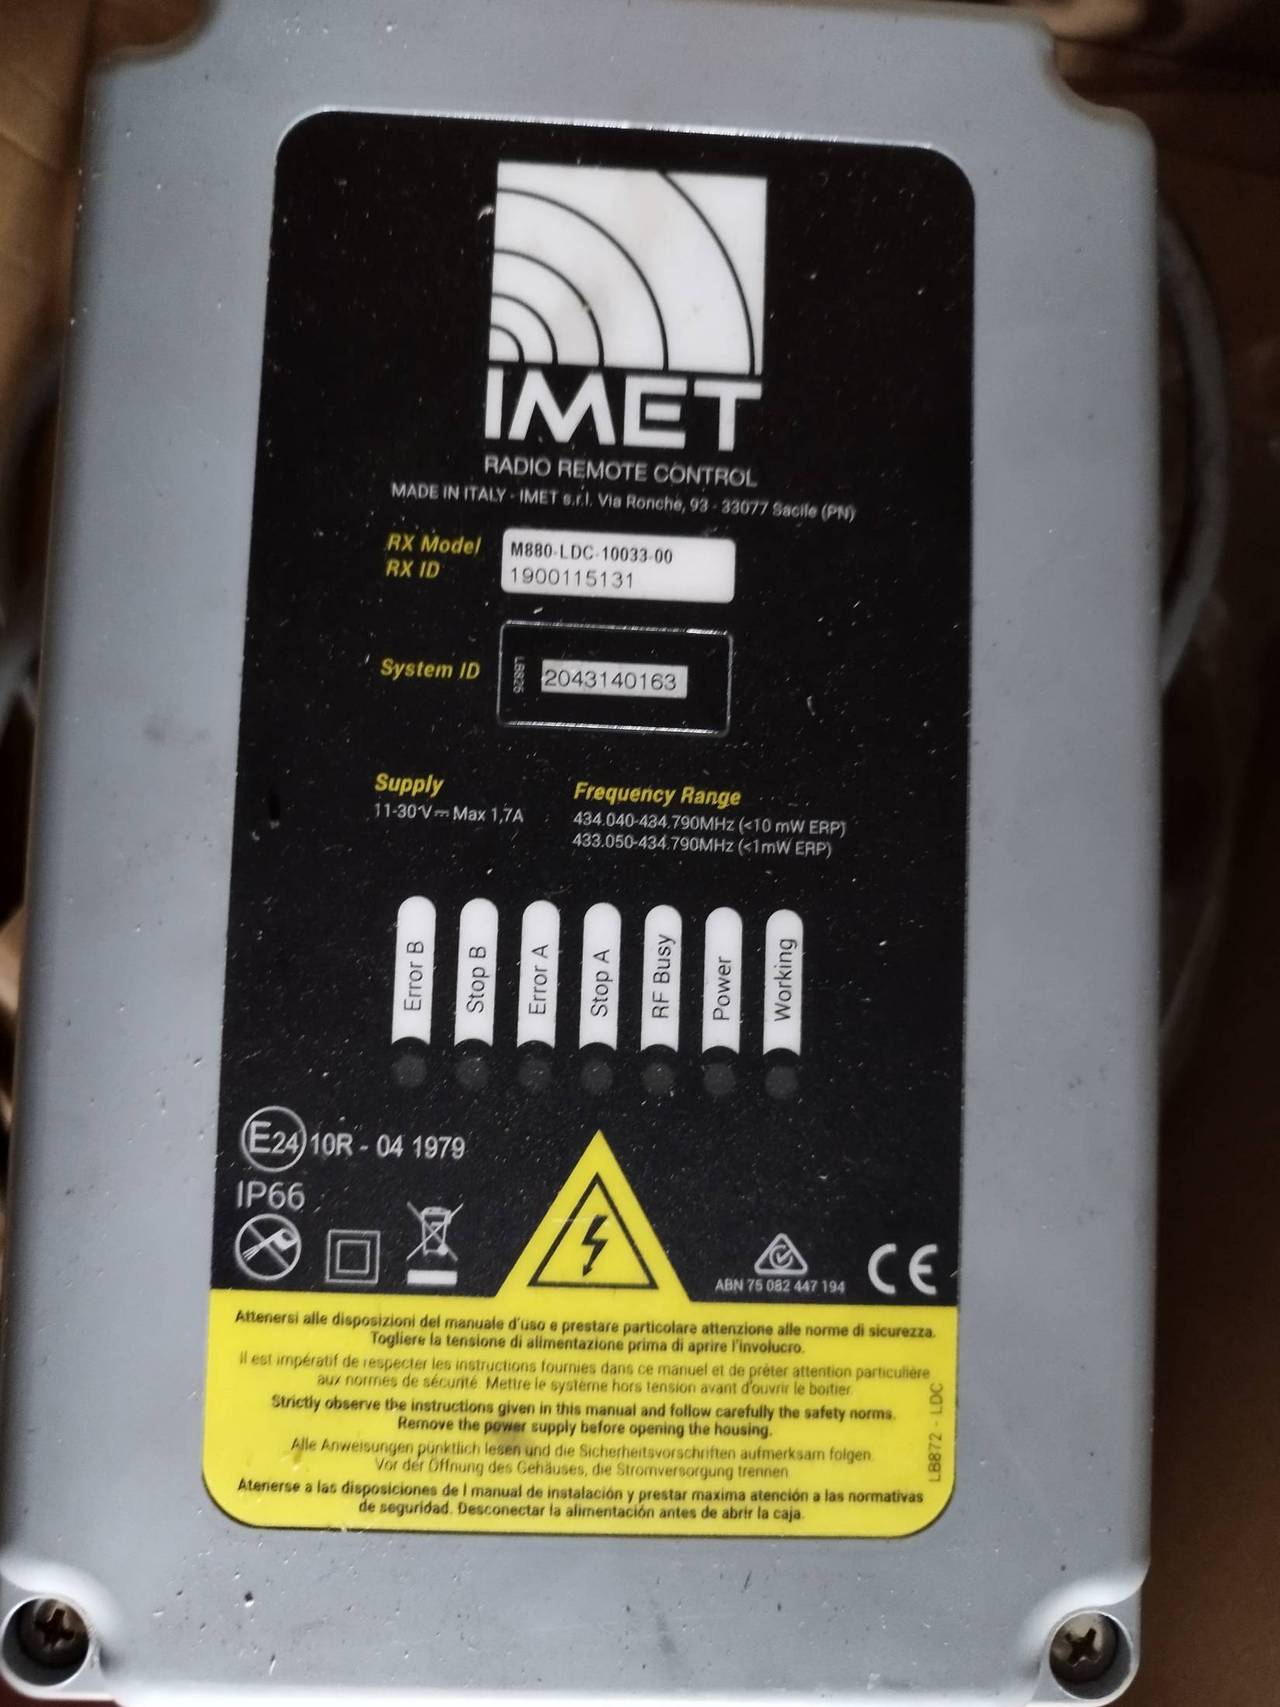 IMET
RADIO REMOTE CONTROL
MADE IN ITALY - IMET s.r.l. Via Ronche, 93 - 33077 Sacile (PN)
RX Model M880-LDC-10033-00
RX ID 1900115131
System ID LB826 2043140163
Supply
11-30V⎓ Max 1,7A
Frequency Range
434.040-434.790MHz (<10 mW ERP)
433.050-434.790MHz (<1mW ERP)
Error B
Stop B
Error A
Stop A
RF Busy
Power
Working
E24 10R - 04 1979
IP66
ABN 75 082 447 194
CE
Attenersi alle disposizioni del manuale d'uso e prestare particolare attenzione alle norme di sicurezza.
Togliere la tensione di alimentazione prima di aprire l'involucro.
Il est impératif de respecter les instructions fournies dans ce manuel et de prêter attention particulière
aux normes de sécurité. Mettre le système hors tension avant d'ouvrir le boitier
Strictly observe the instructions given in this manual and follow carefully the safety norms.
Remove the power supply before opening the housing.
Alle Anweisungen pünktlich lesen und die Sicherheitsvorschriften aufmerksam folgen.
Vor der Öffnung des Gehäuses, die Stromversorgung trennen
Atenerse a las disposiciones de l manual de instalación y prestar maxima atención a las normativas
de seguridad. Desconectar la alimentación antes de abrir la caja.
LB872 - LDC